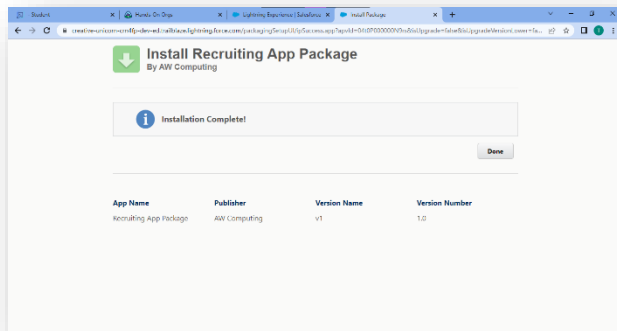 Student
Hands-On Orgs
Lightning Experience | Salesforce
Install Package
Install Recruiting App Package
By AW Computing
Installation Complete!
Done
App Name Publisher Version Name Version Number
Recruiting App Package AW Computing v1 1.0